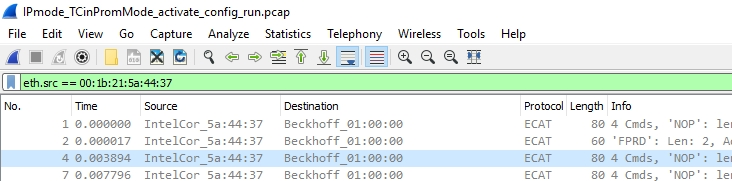 IPmode_TCinPromMode_activate_config_run.pcap
File Edit View Go Capture Analyze Statistics Telephony Wireless Tools Help
eth.src == 00:1b:21:5a:44:37
No. Time Source Destination Protocol Length Info
1 0.000000 IntelCor_5a:44:37 Beckhoff_01:00:00 ECAT 80 4 Cmds, 'NOP': len
2 0.000017 IntelCor_5a:44:37 Beckhoff_01:00:00 ECAT 60 'FPRD': Len: 2, Ad
4 0.003894 IntelCor_5a:44:37 Beckhoff_01:00:00 ECAT 80 4 Cmds, 'NOP': len
7 0.007796 IntelCor_5a:44:37 Beckhoff_01:00:00 ECAT 80 4 Cmds, 'NOP': len